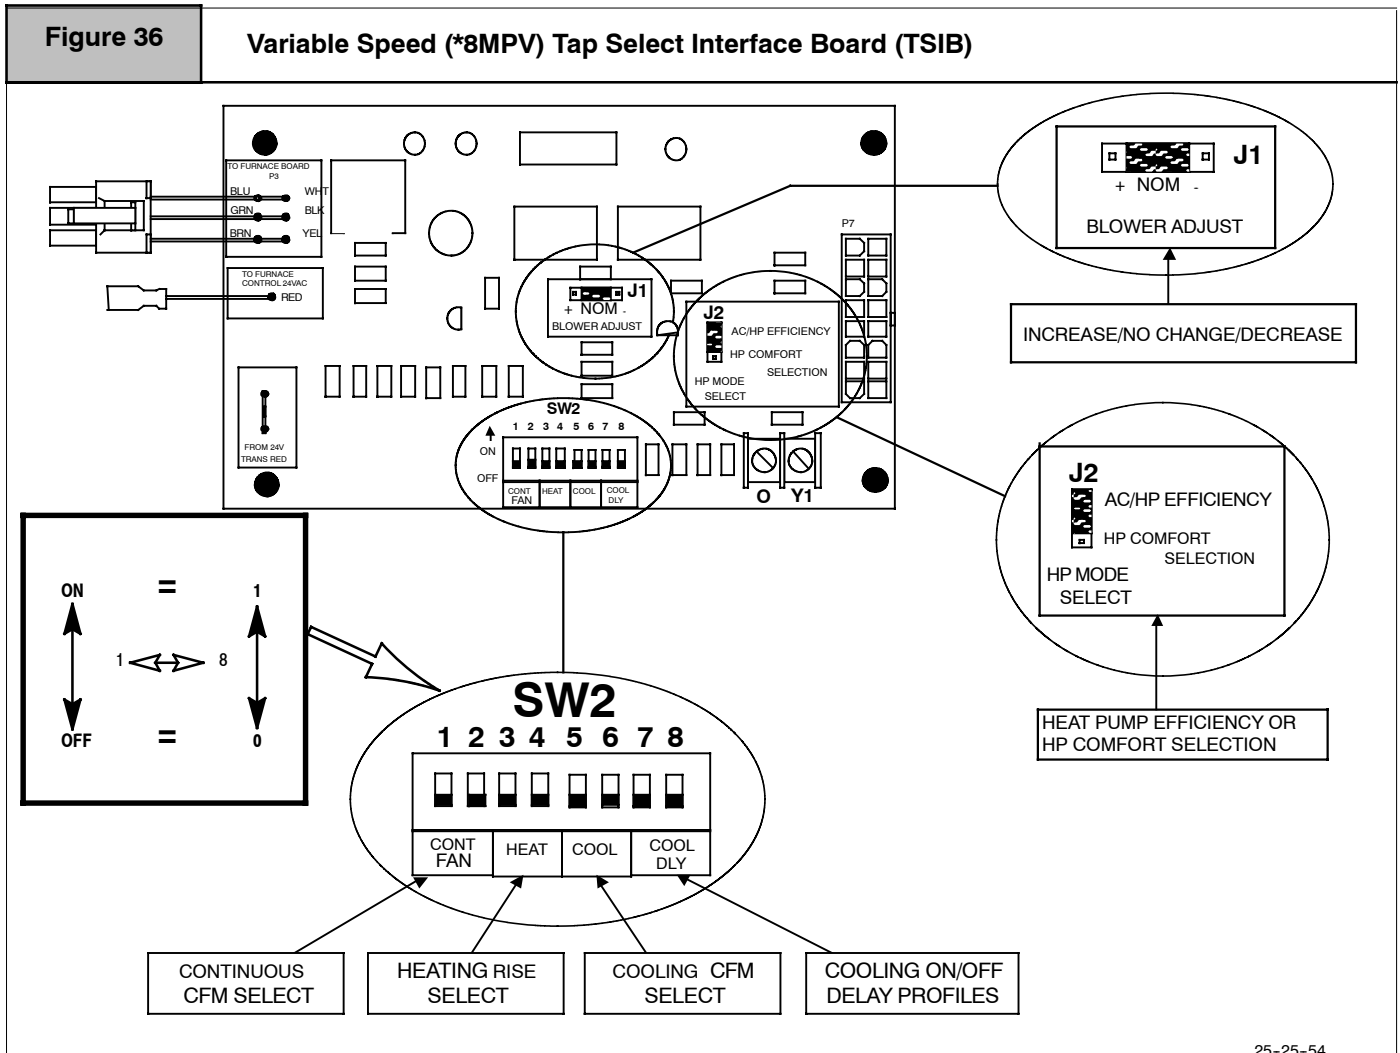 Figure 36
Variable Speed (*8MPV) Tap Select Interface Board (TSIB)
TO FURNACE BOARD
P3
BLU WHT
GRN BLK
BRN YEL
TO FURNACE
CONTROL 24VAC
RED
FROM 24V
TRANS RED
J1
+ NOM -
BLOWER ADJUST
J2
AC/HP EFFICIENCY
HP COMFORT
SELECTION
HP MODE
SELECT
P7
SW2
1 2 3 4 5 6 7 8
ON
OFF
CONT
FAN
HEAT
COOL
COOL
DLY
O Y1
J1
+ NOM -
BLOWER ADJUST
INCREASE/NO CHANGE/DECREASE
J2
AC/HP EFFICIENCY
HP COMFORT
SELECTION
HP MODE
SELECT
HEAT PUMP EFFICIENCY OR
HP COMFORT SELECTION
ON = 1
1 8
OFF = 0
SW2
1 2 3 4 5 6 7 8
CONT
FAN
HEAT
COOL
COOL
DLY
CONTINUOUS
CFM SELECT
HEATING RISE
SELECT
COOLING CFM
SELECT
COOLING ON/OFF
DELAY PROFILES
25-25-54